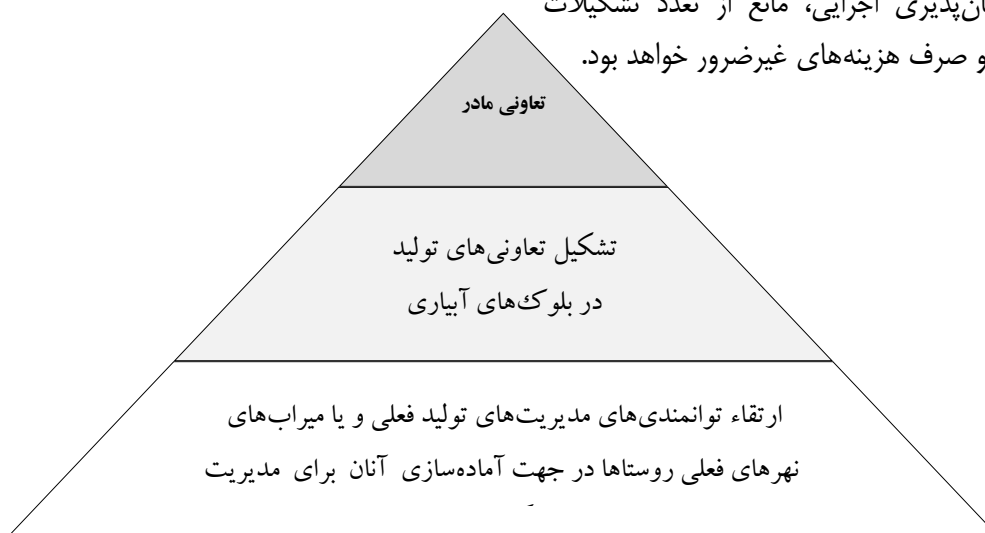 اجرایی، مانع از تعدد تشکیلات
و صرف هزینه‌های غیرضرور خواهد بود.
تعاونی مادر
تشکیل تعاونی‌های تولید
در بلوک‌های آبیاری
ارتقاء توانمندی‌های مدیریت‌های تولید فعلی و یا میراب‌های
نهرهای فعلی روستاها در جهت آماده‌سازی آنان برای مدیریت